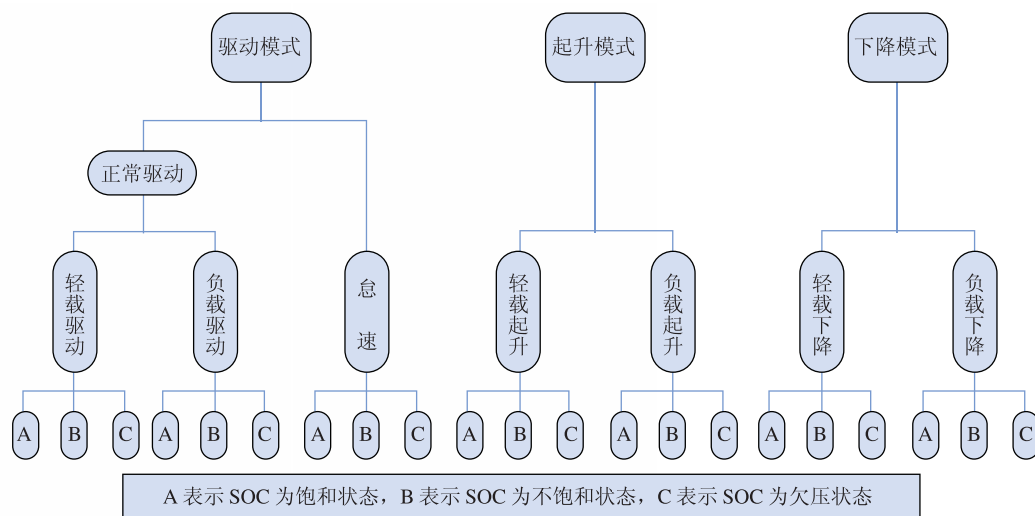 驱动模式 起升模式 下降模式
正常驱动
轻载驱动 负载驱动 怠速 轻载起升 负载起升 轻载下降 负载下降
A B C A B C A B C A B C A B C A B C A B C
A 表示 SOC 为饱和状态，B 表示 SOC 为不饱和状态，C 表示 SOC 为欠压状态